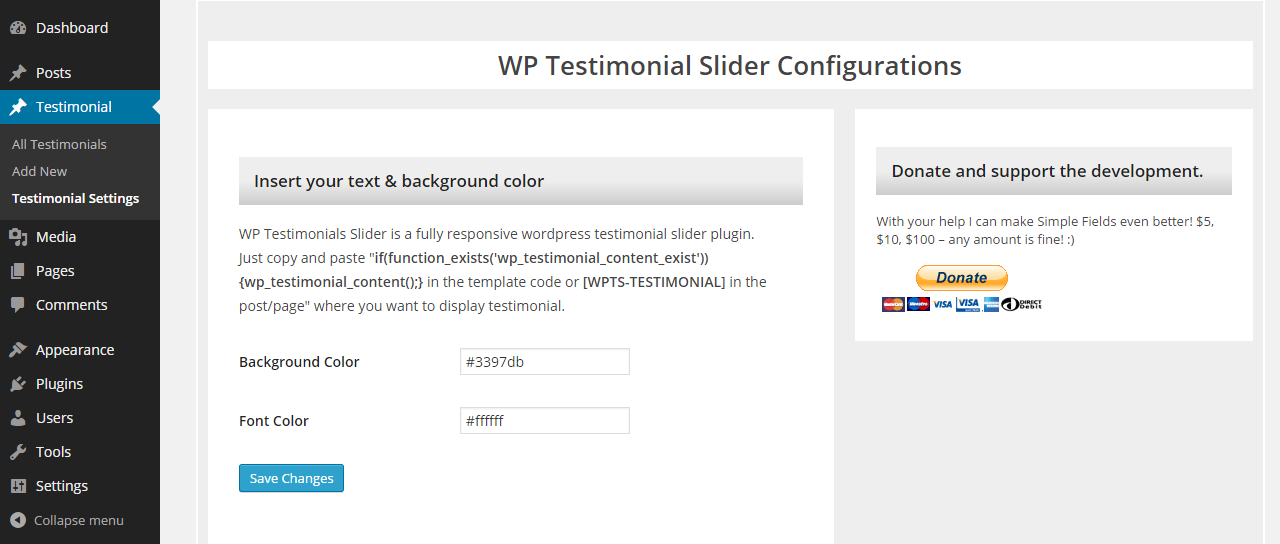 Dashboard
Posts
Testimonial
All Testimonials
Add New
Testimonial Settings
Media
Pages
Comments
Appearance
Plugins
Users
Tools
Settings
Collapse menu
WP Testimonial Slider Configurations
Insert your text & background color
WP Testimonials Slider is a fully responsive wordpress testimonial slider plugin.
Just copy and paste "if(function_exists('wp_testimonial_content_exist'))
{wp_testimonial_content();} in the template code or [WPTS-TESTIMONIAL] in the
post/page" where you want to display testimonial.
Background Color
#3397db
Font Color
#ffffff
Save Changes
Donate and support the development.
With your help I can make Simple Fields even better! $5,
$10, $100 – any amount is fine! :)
Donate
MasterCard Maestro VISA VISA DIRECT
Debit